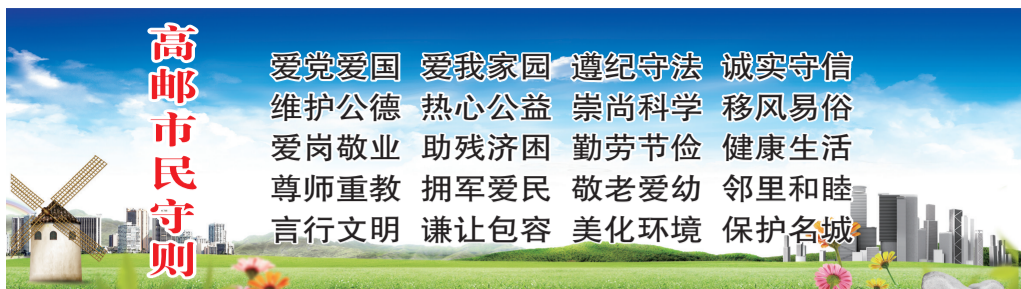 高邮市民守则
爱党爱国 爱我家园 遵纪守法 诚实守信
维护公德 热心公益 崇尚科学 移风易俗
爱岗敬业 助残济困 勤劳节俭 健康生活
尊师重教 拥军爱民 敬老爱幼 邻里和睦
言行文明 谦让包容 美化环境 保护名城